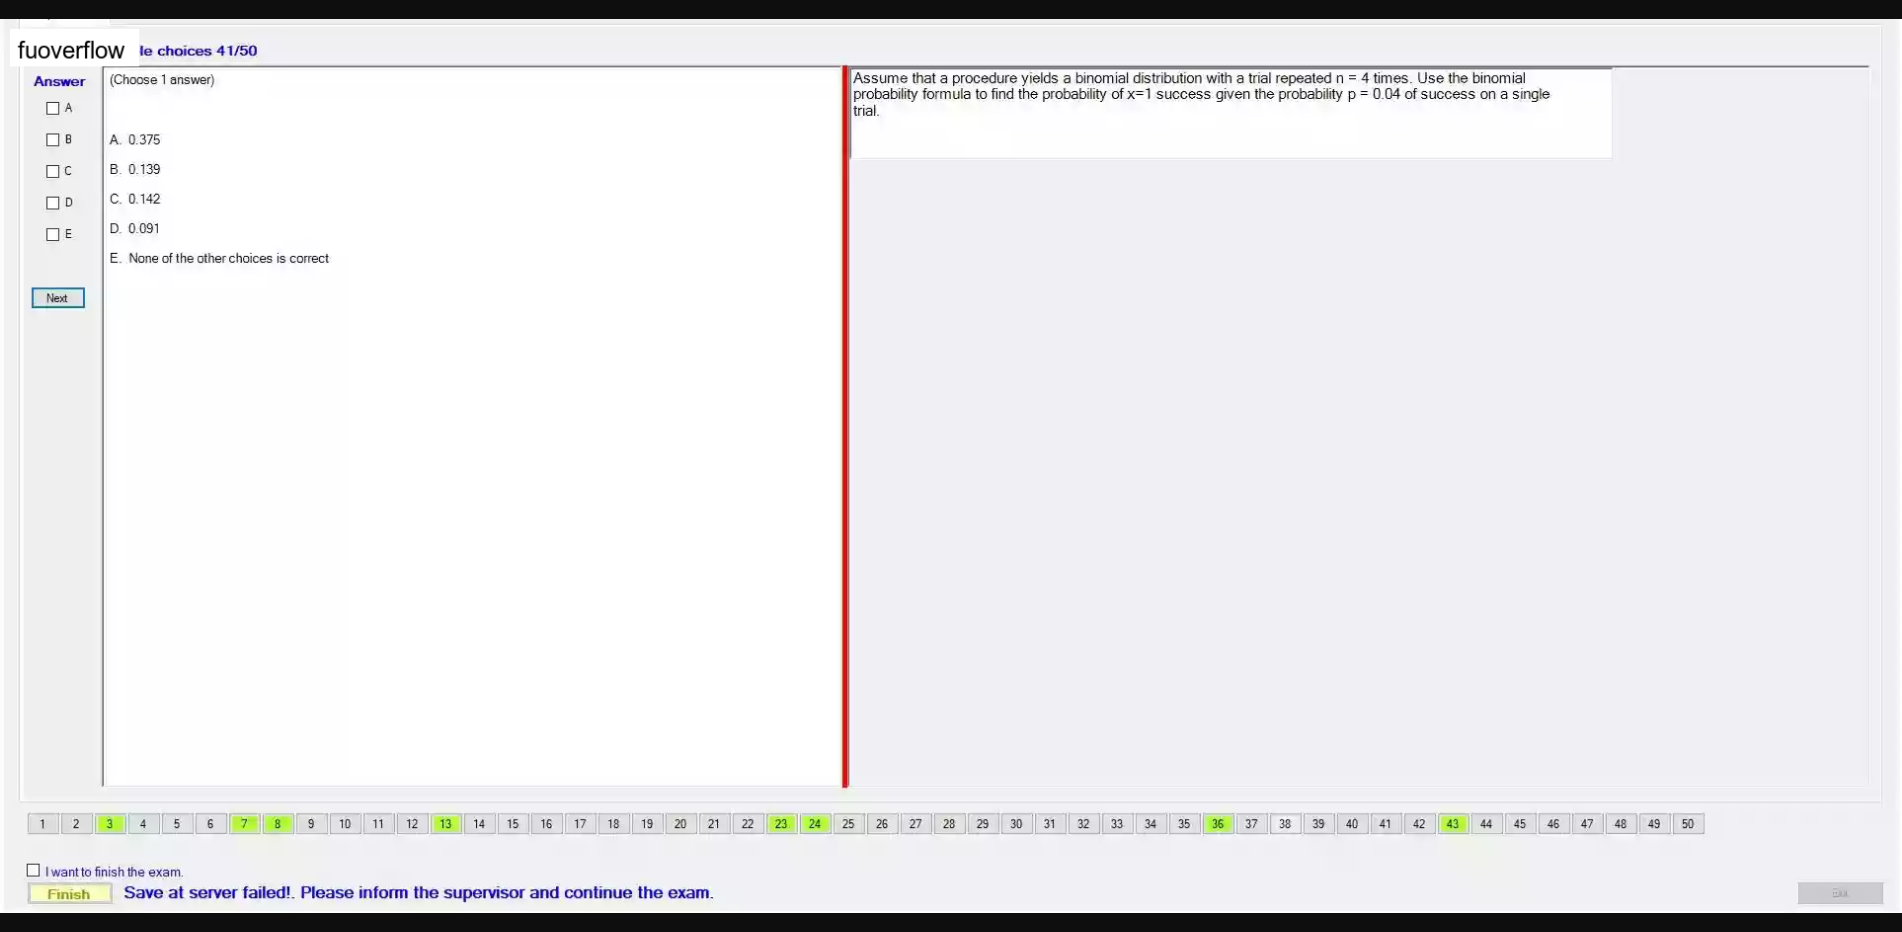 fuoverflow
le choices 41/50
Answer
(Choose 1 answer)
A
B
C
D
E
A. 0.375
B. 0.139
C. 0.142
D. 0.091
E. None of the other choices is correct
Next
Assume that a procedure yields a binomial distribution with a trial repeated n = 4 times. Use the binomial
probability formula to find the probability of x=1 success given the probability p = 0.04 of success on a single
trial.
1 2 3 4 5 6 7 8 9 10 11 12 13 14 15 16 17 18 19 20 21 22 23 24 25 26 27 28 29 30 31 32 33 34 35 36 37 38 39 40 41 42 43 44 45 46 47 48 49 50
I want to finish the exam.
Finish
Save at server failed!. Please inform the supervisor and continue the exam.